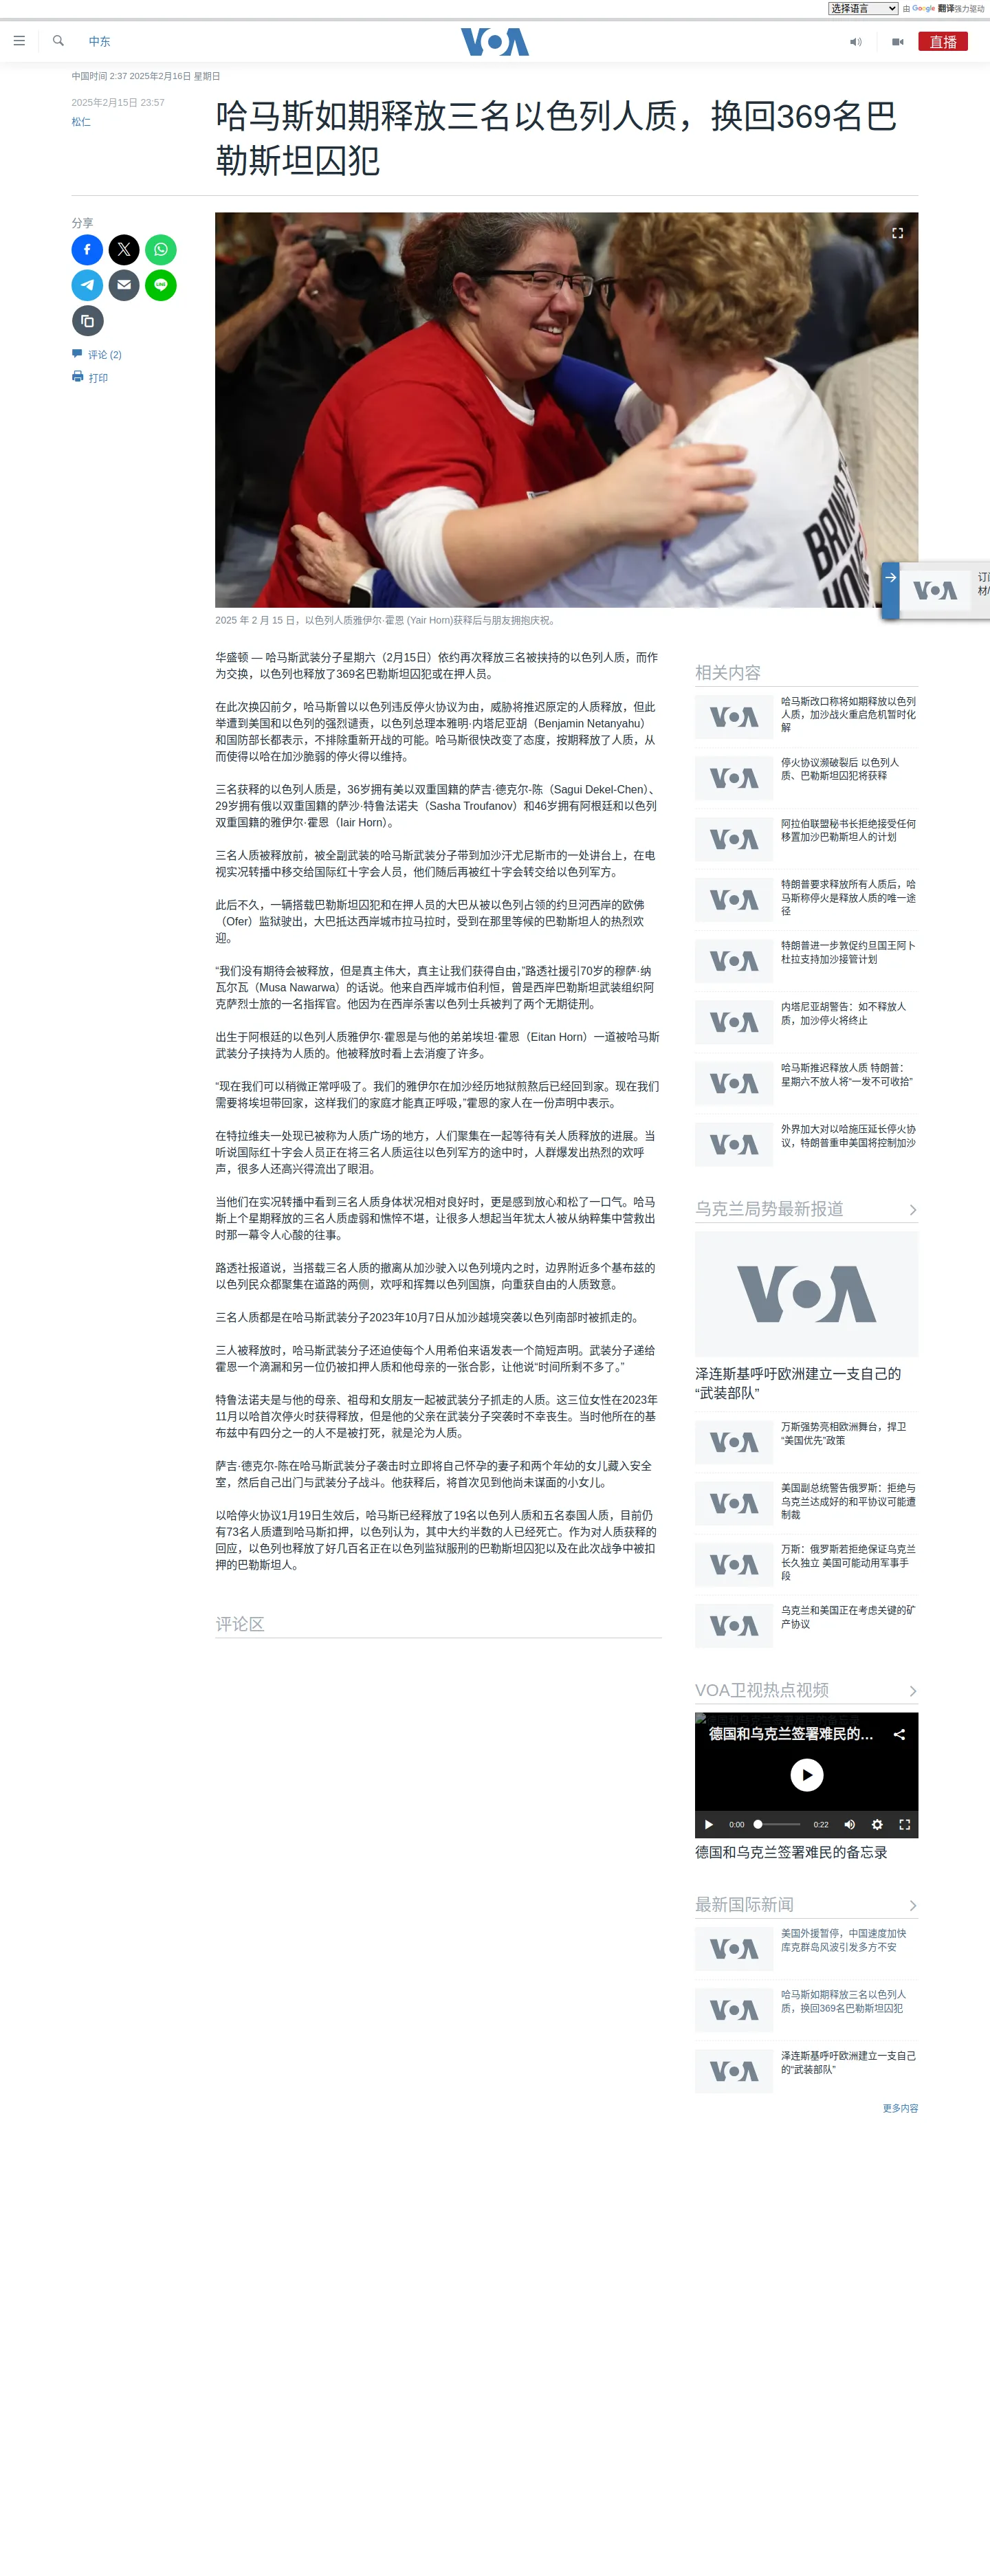 选择语言
由 Google 翻译强力驱动
中东
VOA
直播
中国时间 2:37 2025年2月16日 星期日
2025年2月15日 23:57
松仁
哈马斯如期释放三名以色列人质，换回369名巴
勒斯坦囚犯
分享
评论 (2)
打印
BRING
2025 年 2 月 15 日，以色列人质雅伊尔·霍恩 (Yair Horn)获释后与朋友拥抱庆祝。
华盛顿 — 哈马斯武装分子星期六（2月15日）依约再次释放三名被挟持的以色列人质，而作
为交换，以色列也释放了369名巴勒斯坦囚犯或在押人员。
在此次换囚前夕，哈马斯曾以以色列违反停火协议为由，威胁将推迟原定的人质释放，但此
举遭到美国和以色列的强烈谴责，以色列总理本雅明·内塔尼亚胡（Benjamin Netanyahu）
和国防部长都表示，不排除重新开战的可能。哈马斯很快改变了态度，按期释放了人质，从
而使得以哈在加沙脆弱的停火得以维持。
三名获释的以色列人质是，36岁拥有美以双重国籍的萨吉·德克尔-陈（Sagui Dekel-Chen）、
29岁拥有俄以双重国籍的萨沙·特鲁法诺夫（Sasha Troufanov）和46岁拥有阿根廷和以色列
双重国籍的雅伊尔·霍恩（Iair Horn）。
三名人质被释放前，被全副武装的哈马斯武装分子带到加沙汗尤尼斯市的一处讲台上，在电
视实况转播中移交给国际红十字会人员，他们随后再被红十字会转交给以色列军方。
此后不久，一辆搭载巴勒斯坦囚犯和在押人员的大巴从被以色列占领的约旦河西岸的欧佛
（Ofer）监狱驶出，大巴抵达西岸城市拉马拉时，受到在那里等候的巴勒斯坦人的热烈欢
迎。
“我们没有期待会被释放，但是真主伟大，真主让我们获得自由，”路透社援引70岁的穆萨·纳
瓦尔瓦（Musa Nawarwa）的话说。他来自西岸城市伯利恒，曾是西岸巴勒斯坦武装组织阿
克萨烈士旅的一名指挥官。他因为在西岸杀害以色列士兵被判了两个无期徒刑。
出生于阿根廷的以色列人质雅伊尔·霍恩是与他的弟弟埃坦·霍恩（Eitan Horn）一道被哈马斯
武装分子挟持为人质的。他被释放时看上去消瘦了许多。
“现在我们可以稍微正常呼吸了。我们的雅伊尔在加沙经历地狱煎熬后已经回到家。现在我们
需要将埃坦带回家，这样我们的家庭才能真正呼吸，”霍恩的家人在一份声明中表示。
在特拉维夫一处现已被称为人质广场的地方，人们聚集在一起等待有关人质释放的进展。当
听说国际红十字会人员正在将三名人质运往以色列军方的途中时，人群爆发出热烈的欢呼
声，很多人还高兴得流出了眼泪。
当他们在实况转播中看到三名人质身体状况相对良好时，更是感到放心和松了一口气。哈马
斯上个星期释放的三名人质虚弱和憔悴不堪，让很多人想起当年犹太人被从纳粹集中营救出
时那一幕令人心酸的往事。
路透社报道说，当搭载三名人质的撤离从加沙驶入以色列境内之时，边界附近多个基布兹的
以色列民众都聚集在道路的两侧，欢呼和挥舞以色列国旗，向重获自由的人质致意。
三名人质都是在哈马斯武装分子2023年10月7日从加沙越境突袭以色列南部时被抓走的。
三人被释放时，哈马斯武装分子还迫使每个人用希伯来语发表一个简短声明。武装分子递给
霍恩一个滴漏和另一位仍被扣押人质和他母亲的一张合影，让他说“时间所剩不多了。”
特鲁法诺夫是与他的母亲、祖母和女朋友一起被武装分子抓走的人质。这三位女性在2023年
11月以哈首次停火时获得释放，但是他的父亲在武装分子突袭时不幸丧生。当时他所在的基
布兹中有四分之一的人不是被打死，就是沦为人质。
萨吉·德克尔-陈在哈马斯武装分子袭击时立即将自己怀孕的妻子和两个年幼的女儿藏入安全
室，然后自己出门与武装分子战斗。他获释后，将首次见到他尚未谋面的小女儿。
以哈停火协议1月19日生效后，哈马斯已经释放了19名以色列人质和五名泰国人质，目前仍
有73名人质遭到哈马斯扣押，以色列认为，其中大约半数的人已经死亡。作为对人质获释的
回应，以色列也释放了好几百名正在以色列监狱服刑的巴勒斯坦囚犯以及在此次战争中被扣
押的巴勒斯坦人。
评论区
相关内容
哈马斯改口称将如期释放以色列
人质，加沙战火重启危机暂时化
解
停火协议濒破裂后 以色列人
质、巴勒斯坦囚犯将获释
阿拉伯联盟秘书长拒绝接受任何
移置加沙巴勒斯坦人的计划
特朗普要求释放所有人质后，哈
马斯称停火是释放人质的唯一途
径
特朗普进一步敦促约旦国王阿卜
杜拉支持加沙接管计划
内塔尼亚胡警告：如不释放人
质，加沙停火将终止
哈马斯推迟释放人质 特朗普：
星期六不放人将“一发不可收拾”
外界加大对以哈施压延长停火协
议，特朗普重申美国将控制加沙
乌克兰局势最新报道
VOA
泽连斯基呼吁欧洲建立一支自己的
“武装部队”
万斯强势亮相欧洲舞台，捍卫
“美国优先”政策
美国副总统警告俄罗斯：拒绝与
乌克兰达成好的和平协议可能遭
制裁
万斯：俄罗斯若拒绝保证乌克兰
长久独立 美国可能动用军事手
段
乌克兰和美国正在考虑关键的矿
产协议
VOA卫视热点视频
德国和乌克兰签署难民的...
0:00
0:22
德国和乌克兰签署难民的备忘录
最新国际新闻
美国外援暂停，中国速度加快
库克群岛风波引发多方不安
哈马斯如期释放三名以色列人
质，换回369名巴勒斯坦囚犯
泽连斯基呼吁欧洲建立一支自己
的“武装部队”
更多内容